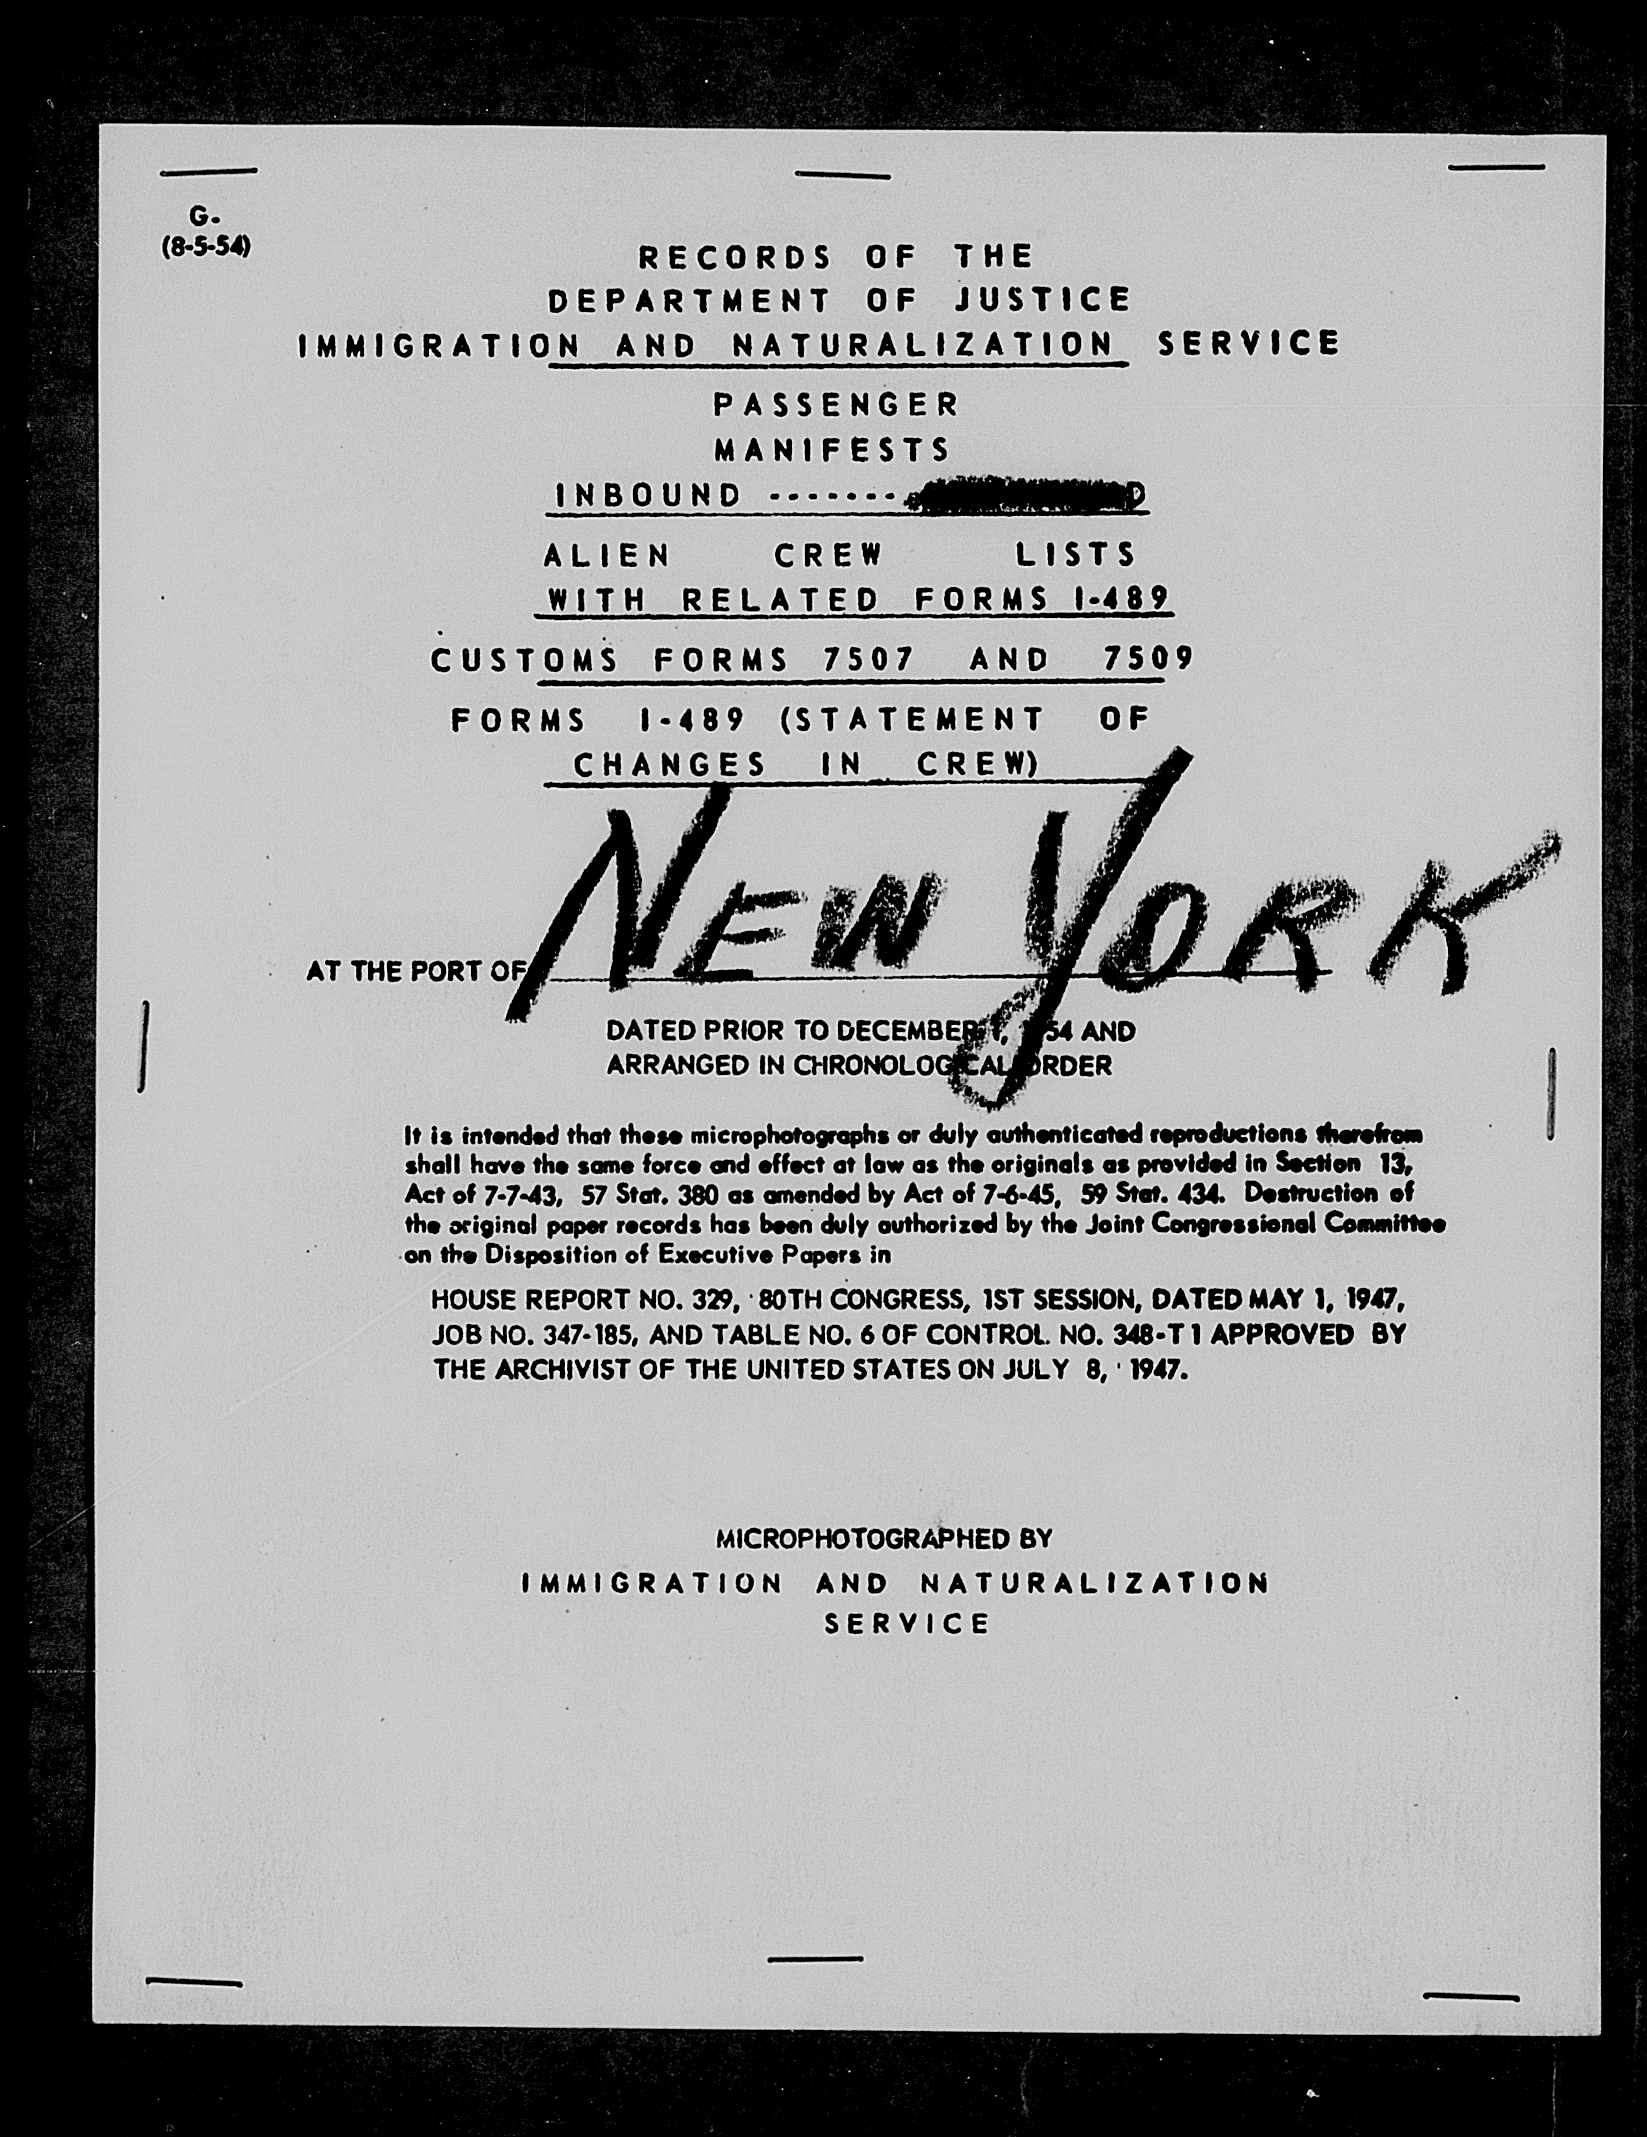 G-
(8-5-54)
RECORDS OF THE
DEPARTMENT OF JUSTICE
IMMIGRATION AND NATURALIZATION SERVICE
PASSENGER
MANIFESTS
INBOUND --------
ALIEN CREW LISTS
WITH RELATED FORMS I-489
CUSTOMS FORMS 7507 AND 7509
FORMS I-489 (STATEMENT OF
CHANGES IN CREW)
AT THE PORT OF NEW YORK
DATED PRIOR TO DECEMBER 1, 1954 AND
ARRANGED IN CHRONOLOGICAL ORDER
It is intended that these microphotographs or duly authenticated reproductions therefrom
shall have the same force and effect at law as the originals as provided in Section 13,
Act of 7-7-43, 57 Stat. 380 as amended by Act of 7-6-45, 59 Stat. 434. Destruction of
the original paper records has been duly authorized by the Joint Congressional Committee
on the Disposition of Executive Papers in
HOUSE REPORT NO. 329, 80TH CONGRESS, 1ST SESSION, DATED MAY 1, 1947,
JOB NO. 347-185, AND TABLE NO. 6 OF CONTROL NO. 348-T1 APPROVED BY
THE ARCHIVIST OF THE UNITED STATES ON JULY 8, 1947.
MICROPHOTOGRAPHED BY
IMMIGRATION AND NATURALIZATION
SERVICE